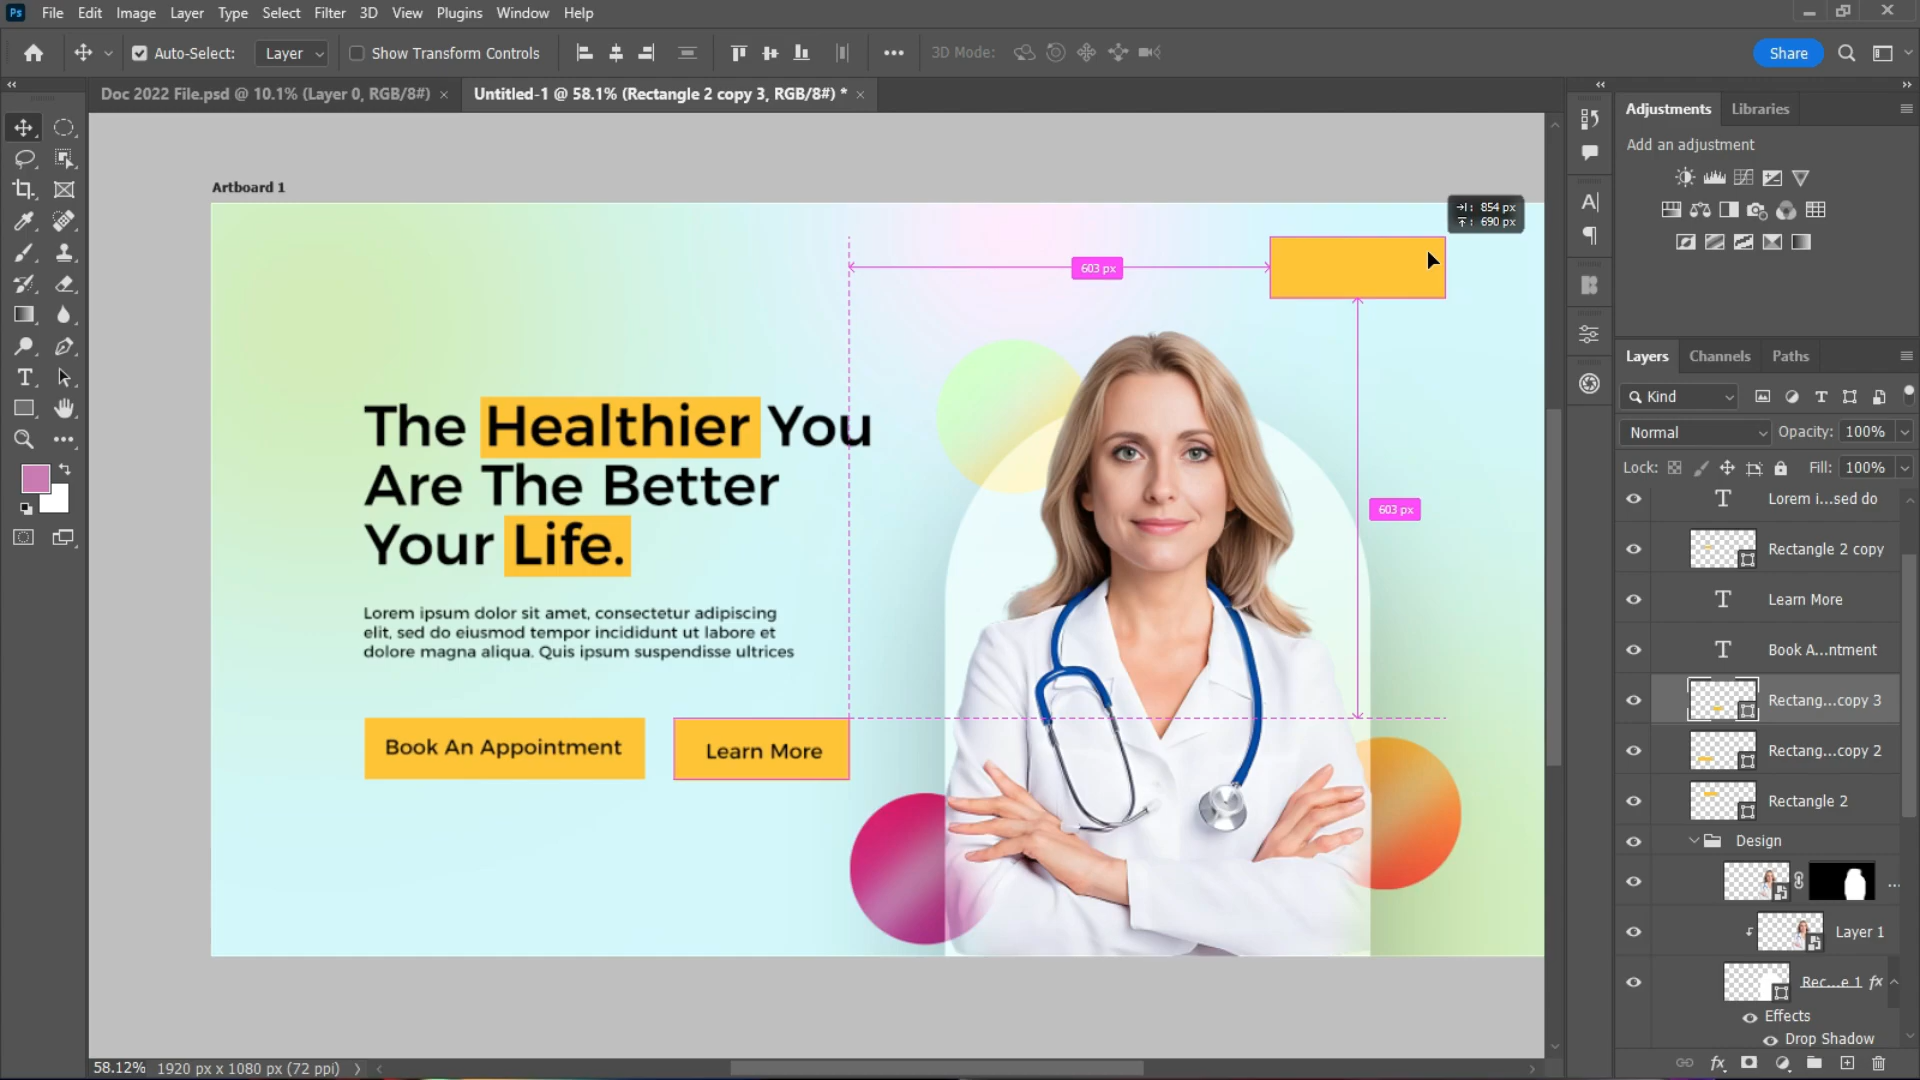 Ps File Edit Image Layer Type Select Filter 3D View Plugins Window Help
Auto-Select: Layer Show Transform Controls 3D Mode: Share
Doc 2022 File.psd @ 10.1% (Layer 0, RGB/8#) × Untitled-1 @ 58.1% (Rectangle 2 copy 3, RGB/8#) * ×
Artboard 1
854 px
690 px
603 px
603 px
The Healthier You
Are The Better
Your Life.
Lorem ipsum dolor sit amet, consectetur adipiscing
elit, sed do eiusmod tempor incididunt ut labore et
dolore magna aliqua. Quis ipsum suspendisse ultrices
Book An Appointment
Learn More
58.12% 1920 px x 1080 px (72 ppi)
Adjustments Libraries
Add an adjustment
Layers Channels Paths
Kind
Normal Opacity: 100%
Lock: Fill: 100%
Lorem i...sed do
Rectangle 2 copy
Learn More
Book A...ntment
Rectang...copy 3
Rectang...copy 2
Rectangle 2
Design
Layer 1
Rec...e 1 fx
Effects
Drop Shadow